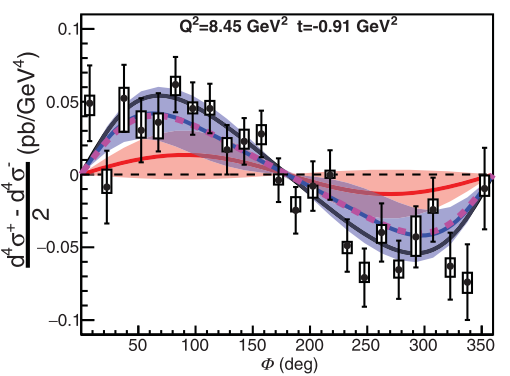 Q²=8.45 GeV² t=-0.91 GeV²
0.1
0.05
0
−0.05
−0.1
d⁴σ⁺ - d⁴σ⁻
2
(pb/GeV⁴)
50 100 150 200 250 300 350
Φ (deg)